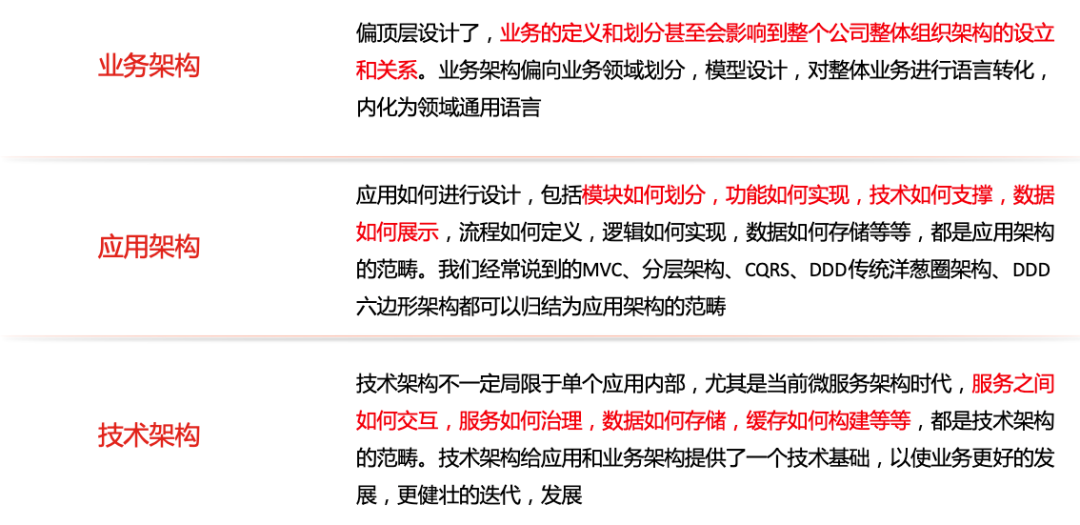 业务架构
偏顶层设计了，业务的定义和划分甚至会影响到整个公司整体组织架构的设立
和关系。业务架构偏向业务领域划分，模型设计，对整体业务进行语言转化，
内化为领域通用语言
应用架构
应用如何进行设计，包括模块如何划分，功能如何实现，技术如何支撑，数据
如何展示，流程如何定义，逻辑如何实现，数据如何存储等等，都是应用架构
的范畴。我们经常说到的MVC、分层架构、CQRS、DDD传统洋葱圈架构、DDD
六边形架构都可以归结为应用架构的范畴
技术架构
技术架构不一定局限于单个应用内部，尤其是当前微服务架构时代，服务之间
如何交互，服务如何治理，数据如何存储，缓存如何构建等等，都是技术架构
的范畴。技术架构给应用和业务架构提供了一个技术基础，以使业务更好的发
展，更健壮的迭代，发展